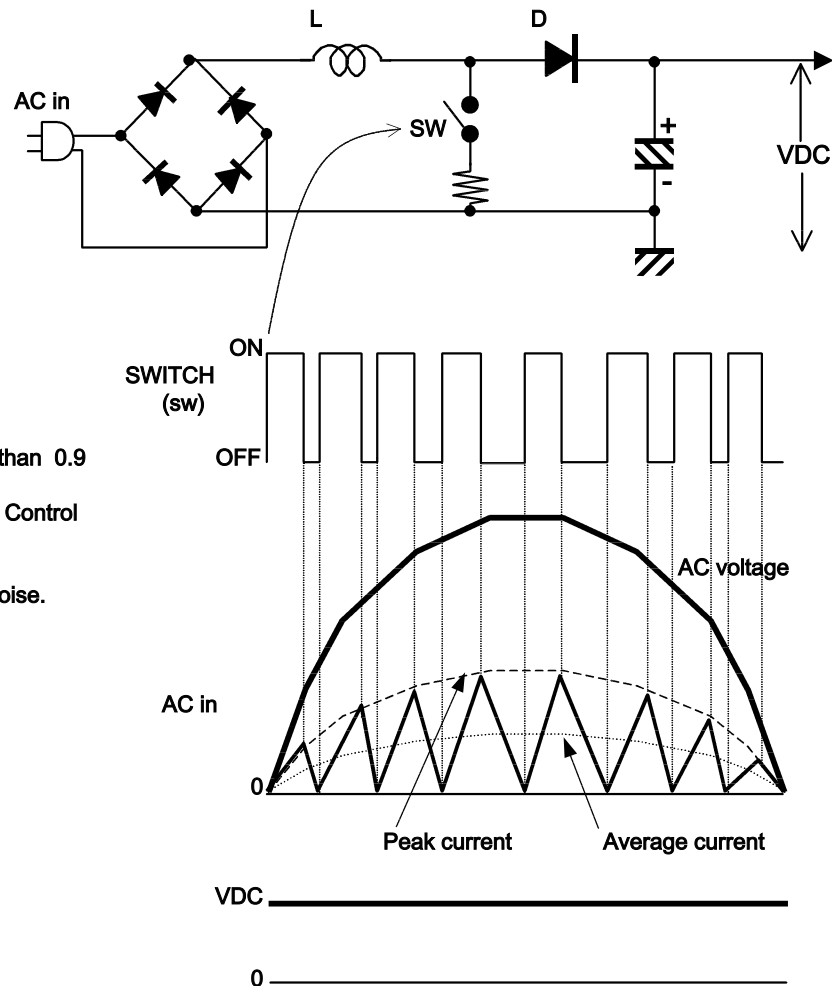 L
D
AC in
SW
+
-
VDC
ON
SWITCH
(sw)
OFF
than 0.9
Control
oise.
AC voltage
AC in
0
Peak current
Average current
VDC
0